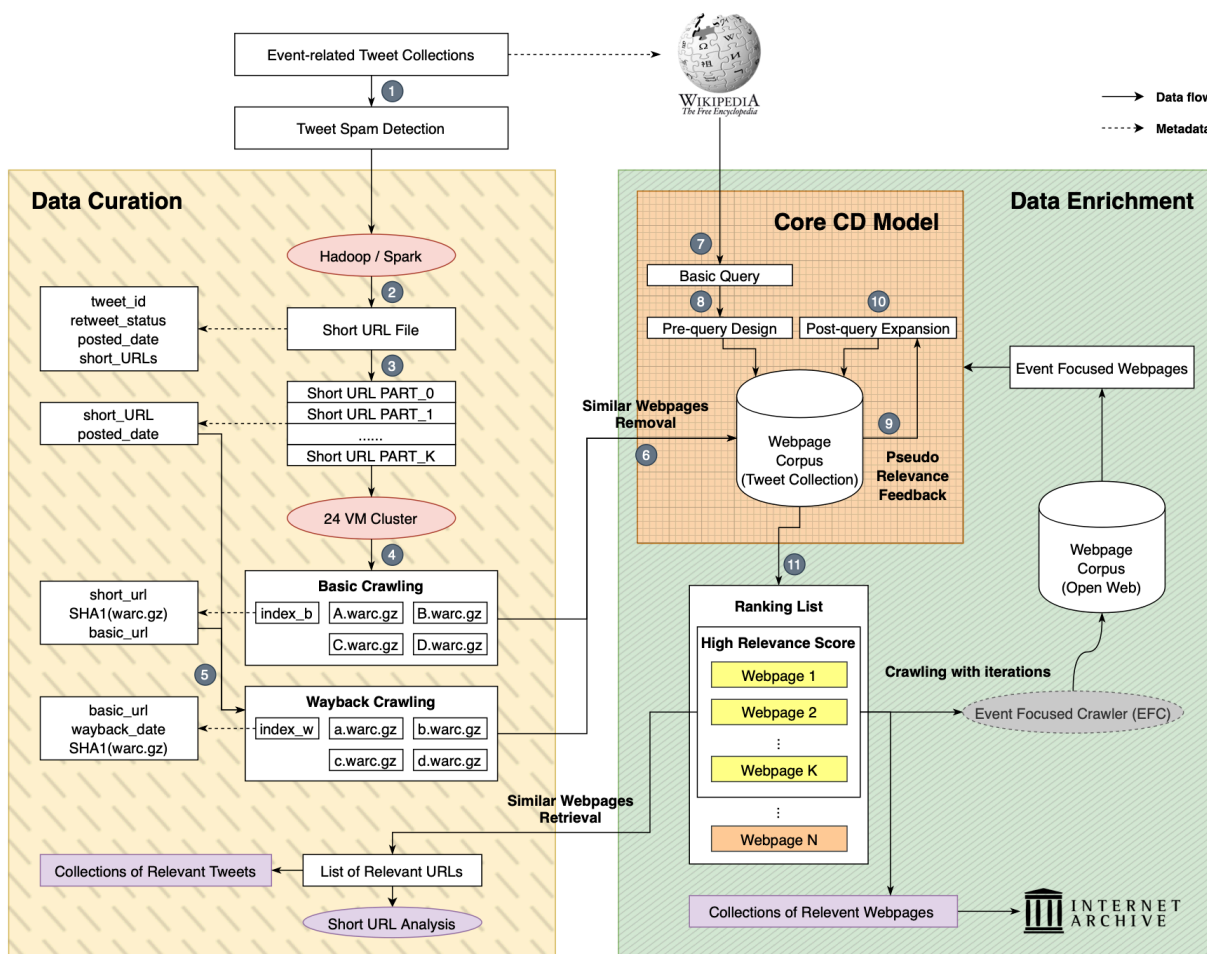 Event-related Tweet Collections
WIKIPEDIA
The Free Encyclopedia
1
Tweet Spam Detection
Data flow
Metadata
Data Curation
Hadoop / Spark
2
tweet_id
retweet_status
posted_date
short_URLs
Short URL File
3
Short URL PART_0
Short URL PART_1
......
Short URL PART_K
short_URL
posted_date
24 VM Cluster
4
Basic Crawling
index_b
A.warc.gz
B.warc.gz
C.warc.gz
D.warc.gz
short_url
SHA1(warc.gz)
basic_url
5
Wayback Crawling
index_w
a.warc.gz
b.warc.gz
c.warc.gz
d.warc.gz
basic_url
wayback_date
SHA1(warc.gz)
Similar Webpages
Removal
6
Similar Webpages
Retrieval
Collections of Relevant Tweets
List of Relevant URLs
Short URL Analysis
Data Enrichment
Core CD Model
7
Basic Query
8
10
Pre-query Design
Post-query Expansion
Webpage
Corpus
(Tweet Collection)
9
Pseudo
Relevance
Feedback
11
Event Focused Webpages
Webpage
Corpus
(Open Web)
Ranking List
High Relevance Score
Webpage 1
Webpage 2
⋮
Webpage K
⋮
Webpage N
Crawling with iterations
Event Focused Crawler (EFC)
Collections of Relevent Webpages
INTERNET
ARCHIVE